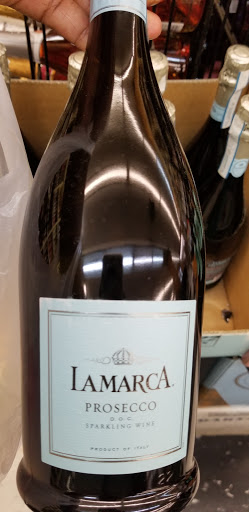 LAMARCA
PROSECCO
D.O.C.
SPARKLING WINE
PRODUCT OF ITALY